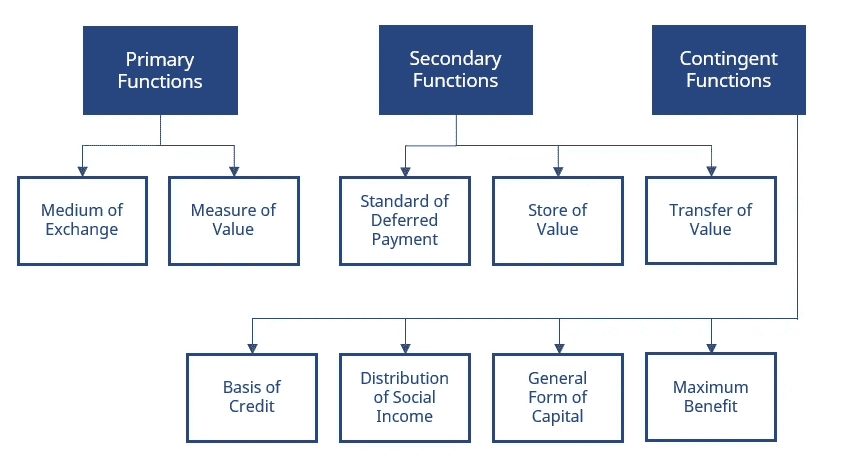 Primary
Functions
Secondary
Functions
Contingent
Functions
Medium of
Exchange
Measure of
Value
Standard of
Deferred
Payment
Store of
Value
Transfer of
Value
Basis of
Credit
Distribution
of Social
Income
General
Form of
Capital
Maximum
Benefit